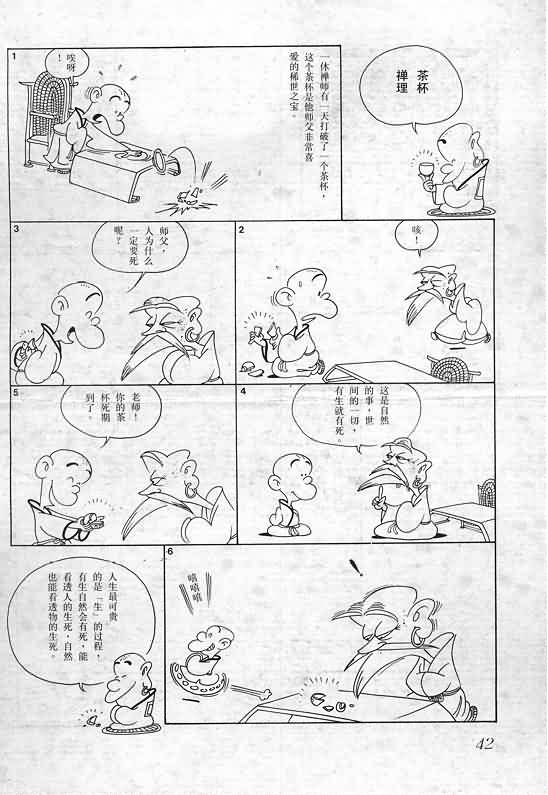 茶杯
禅理
1
一休禅师有一天打破了一个茶杯，
这个茶杯是他师父非常喜
爱的稀世之宝。
唉呀
！
2
咳！
3
师父，
人为什么
一定要死
呢？
4
这是自然
的事，世
间的一切，
有生就有死。
5
老师！
你的茶
杯死期
到了。
6
！
嘻嘻嘻
人生最可贵
的是「生」的过程，
有生自然会有死，能
看透人的生死，自然
也能看透物的生死。
42